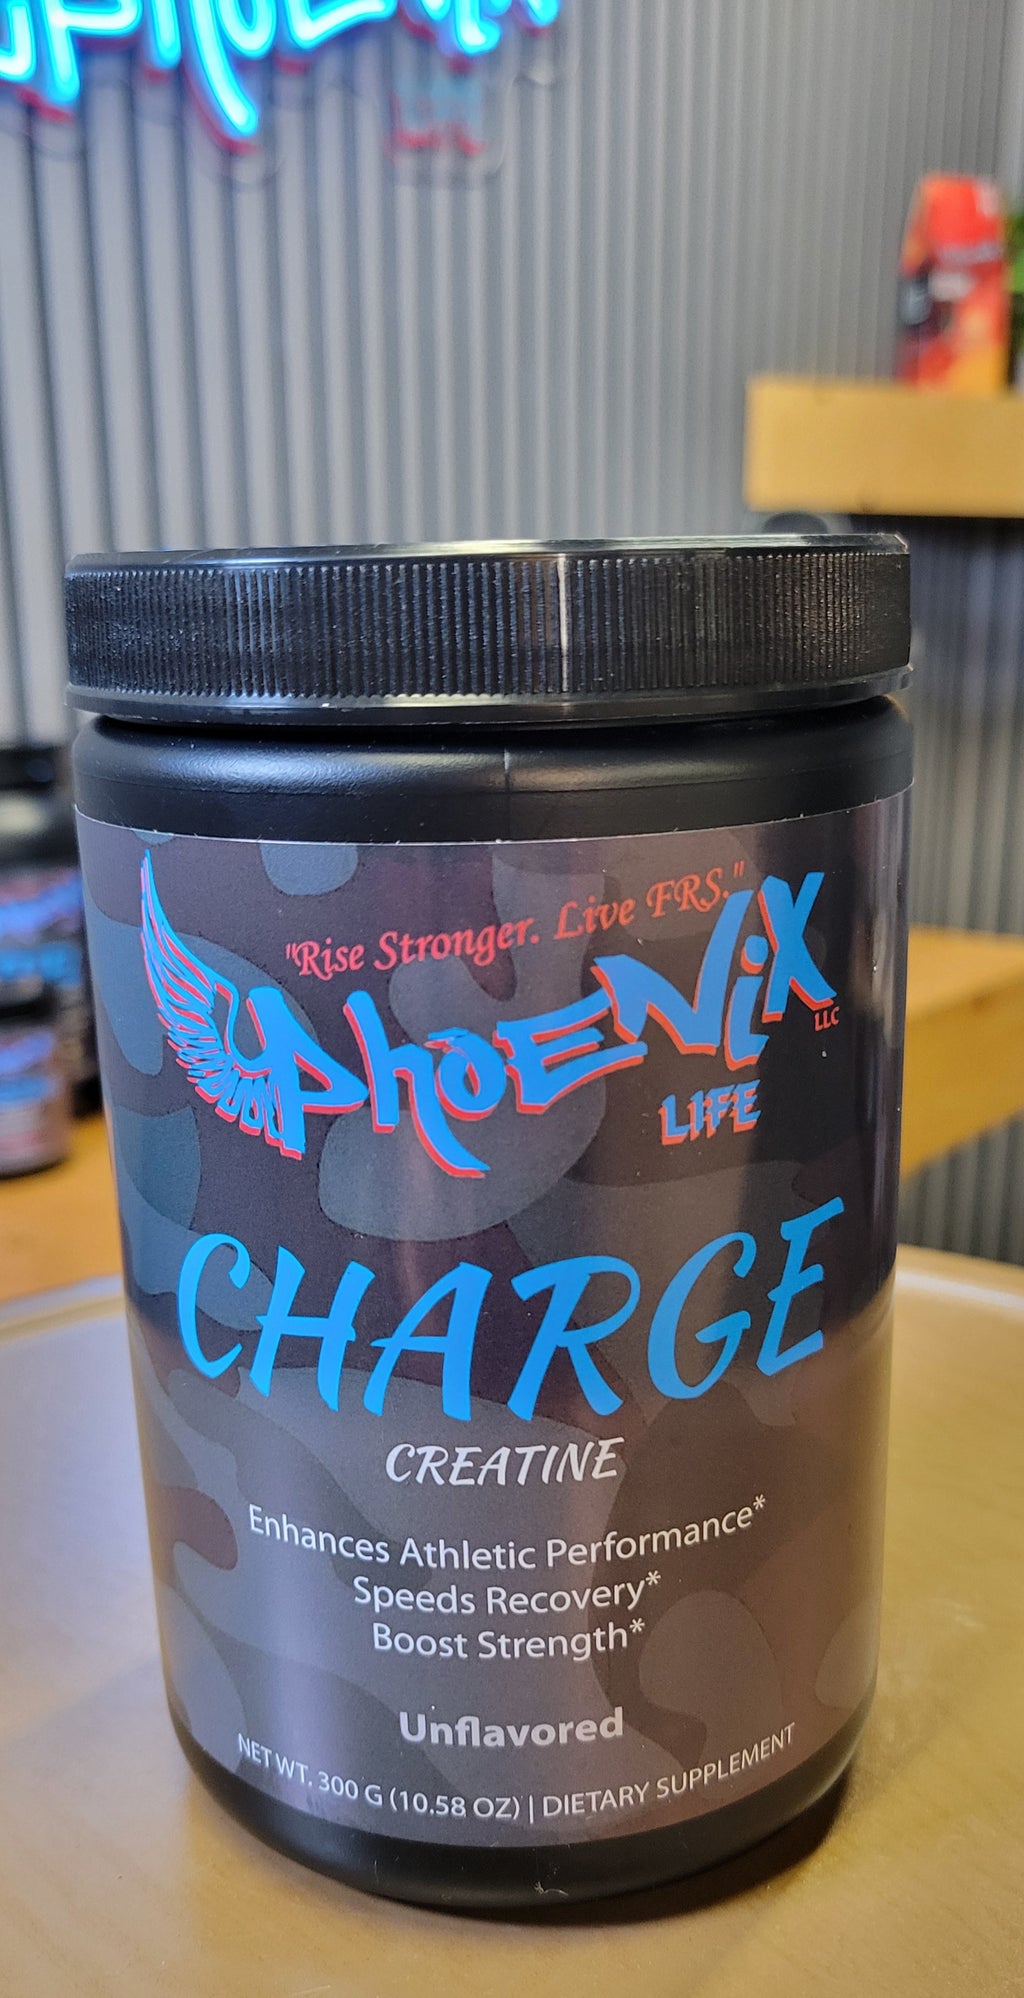 PHOENIX
"Rise Stronger. Live FRS."
PHOENiX
LLC
LIFE
CHARGE
CREATINE
Enhances Athletic Performance*
Speeds Recovery*
Boost Strength*
Unflavored
NET WT. 300 G (10.58 OZ) | DIETARY SUPPLEMENT